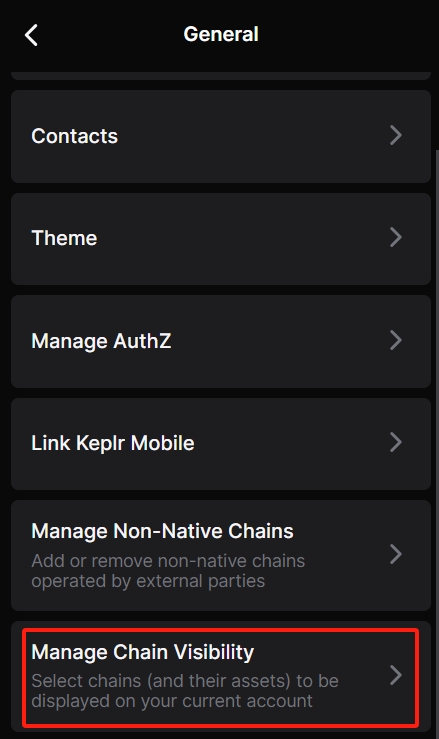 General
Contacts
Theme
Manage AuthZ
Link Keplr Mobile
Manage Non-Native Chains
Add or remove non-native chains
operated by external parties
Manage Chain Visibility
Select chains (and their assets) to be
displayed on your current account